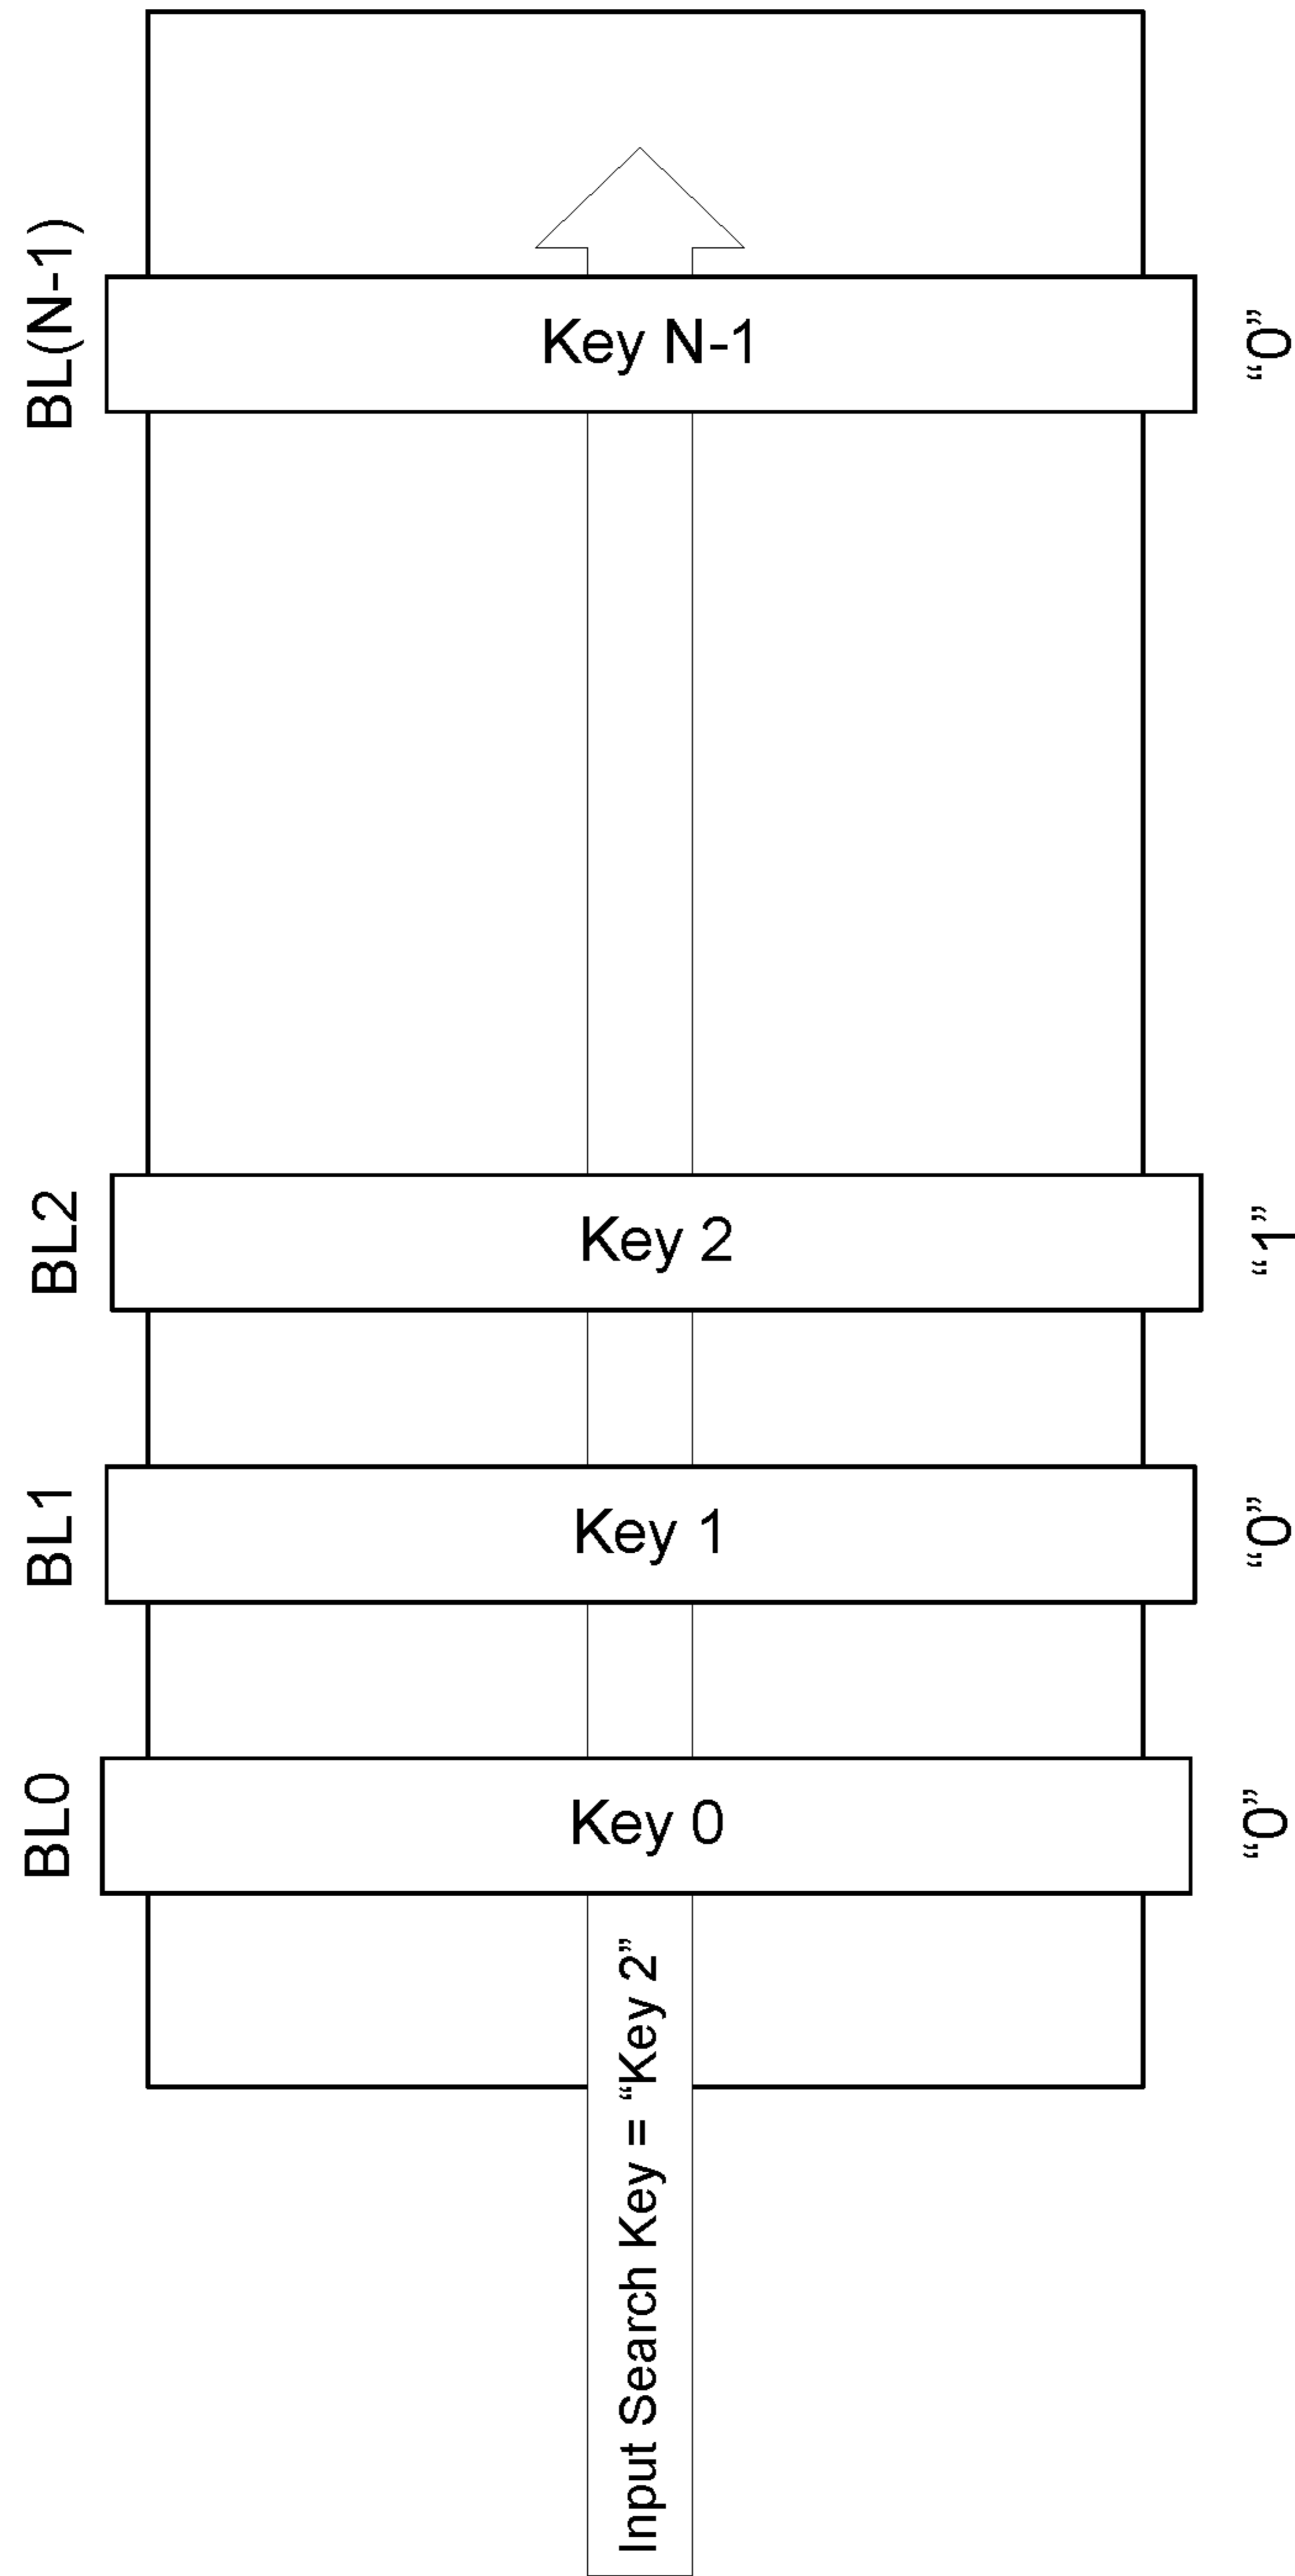 BL(N-1)
Key N-1
“0”
BL2
Key 2
“1”
BL1
Key 1
“0”
BL0
Key 0
“0”
Input Search Key = “Key 2”